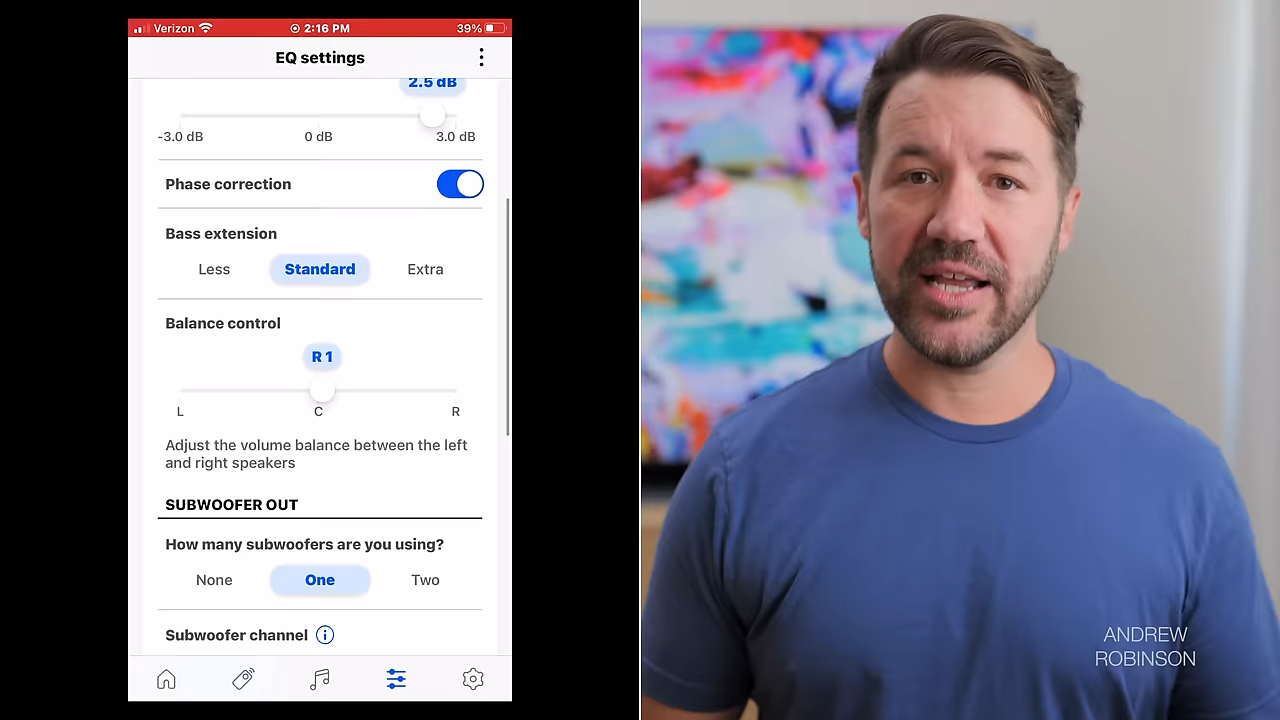 Verizon 2:16 PM 39%
EQ settings
2.5 dB
-3.0 dB 0 dB 3.0 dB
Phase correction
Bass extension
Less Standard Extra
Balance control
R 1
L C R
Adjust the volume balance between the left
and right speakers
SUBWOOFER OUT
How many subwoofers are you using?
None One Two
Subwoofer channel i
ANDREW
ROBINSON